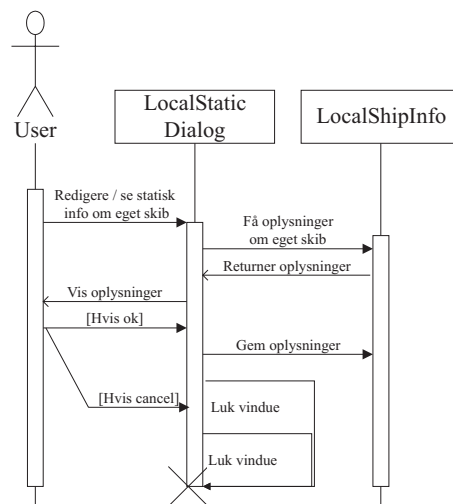 LocalStatic
Dialog
LocalShipInfo
User
Redigere / se statisk
info om eget skib
Få oplysninger
om eget skib
Returner oplysninger
Vis oplysninger
[Hvis ok]
Gem oplysninger
[Hvis cancel]
Luk vindue
Luk vindue